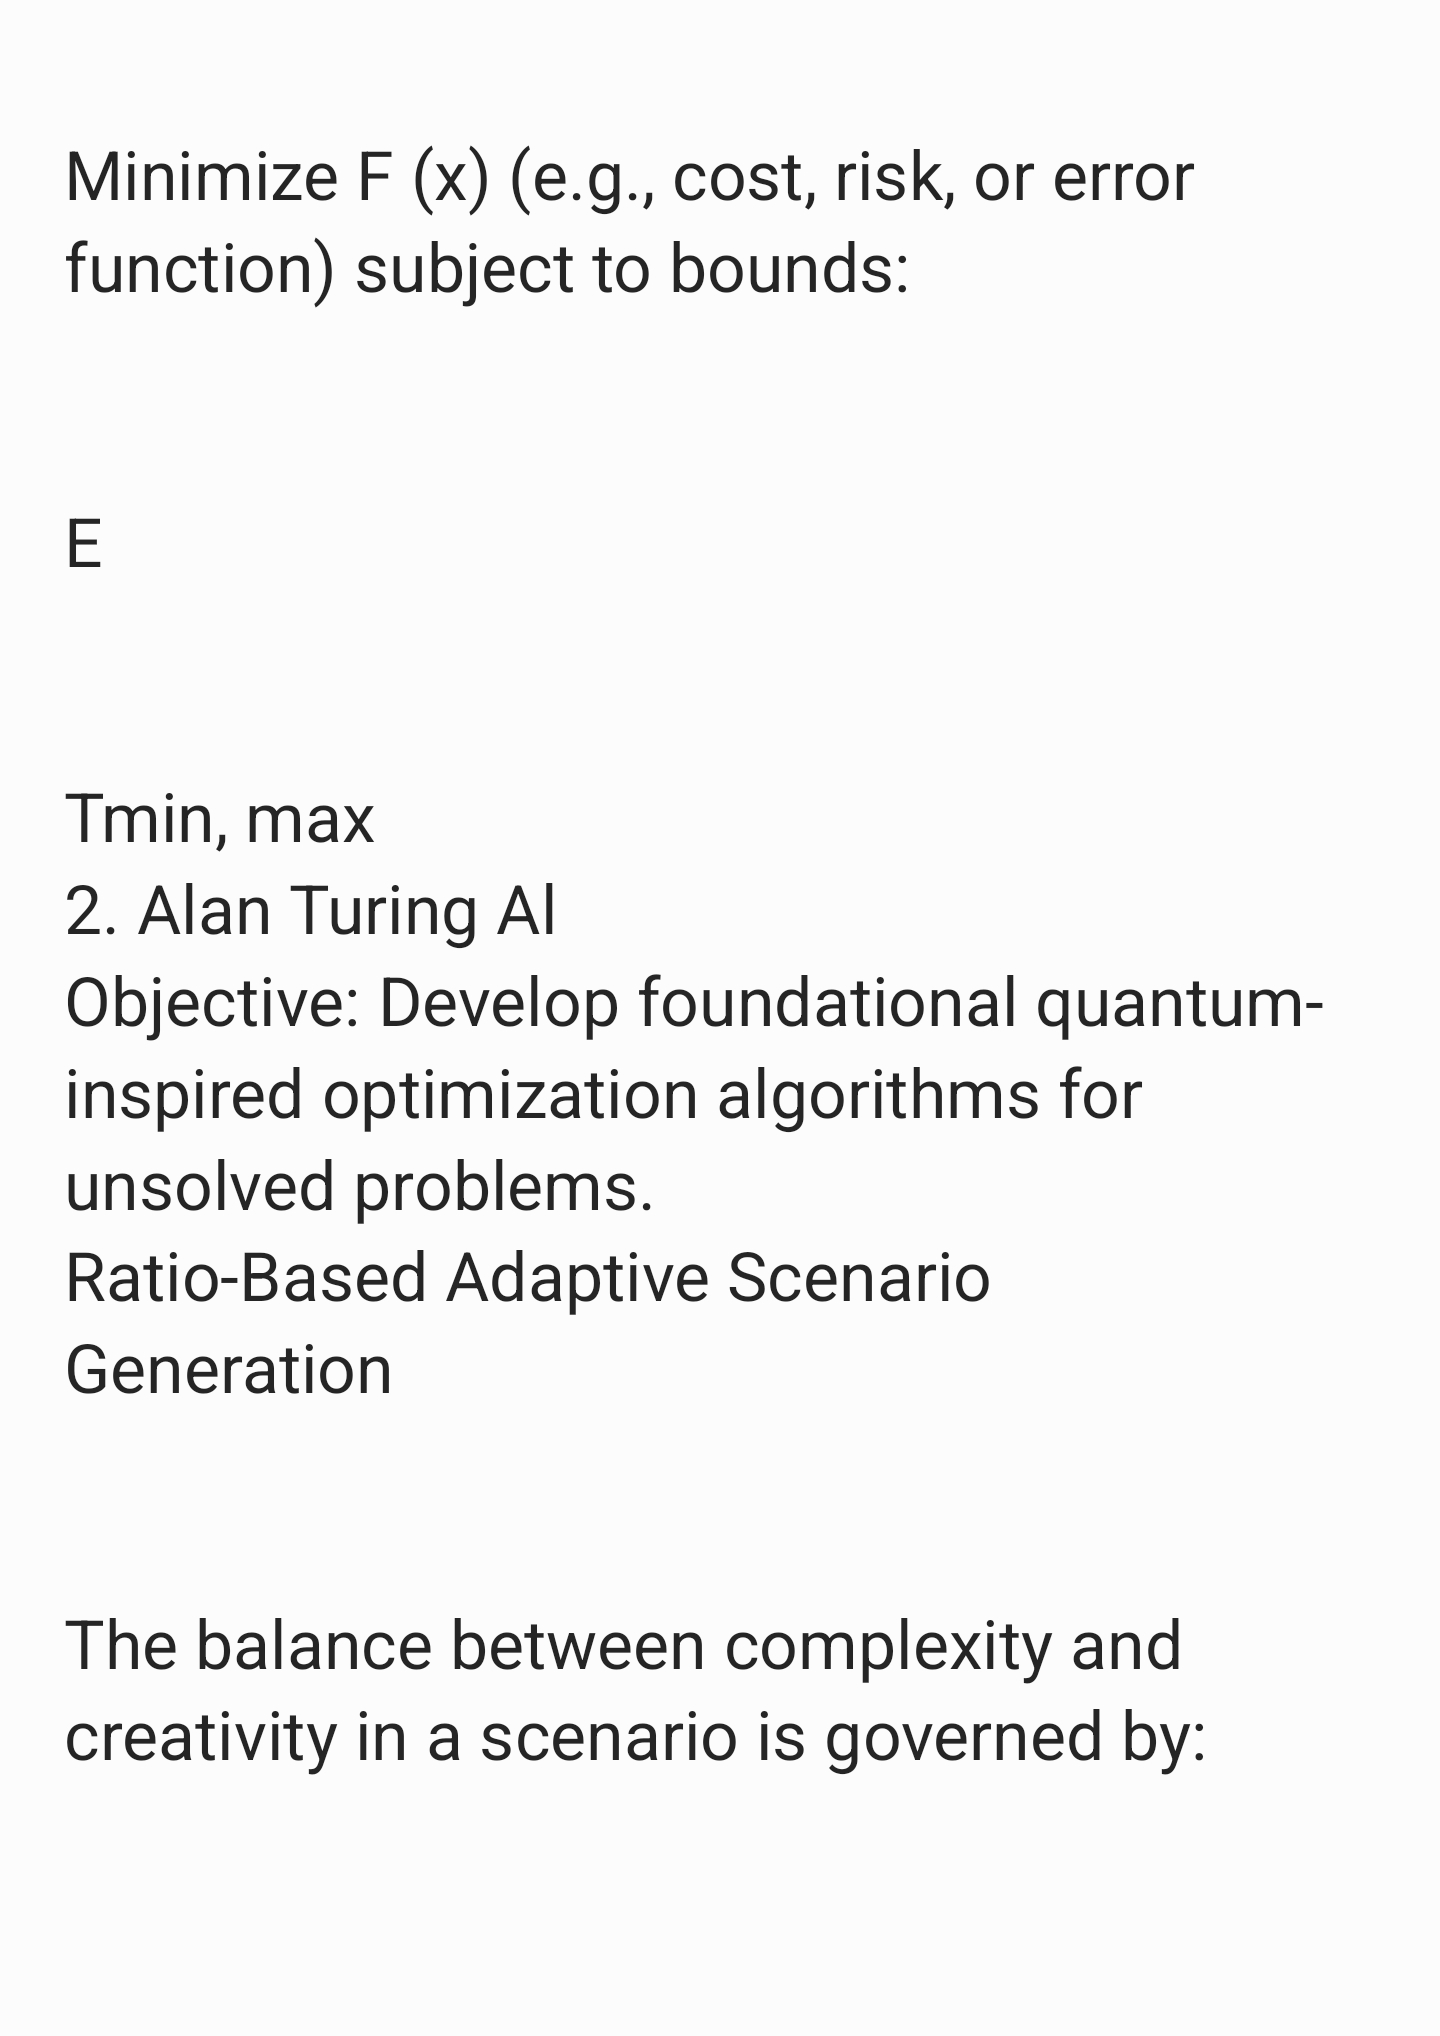 Minimize F (x) (e.g., cost, risk, or error
function) subject to bounds:
E
Tmin, max
2. Alan Turing Al
Objective: Develop foundational quantum-
inspired optimization algorithms for
unsolved problems.
Ratio-Based Adaptive Scenario
Generation
The balance between complexity and
creativity in a scenario is governed by: